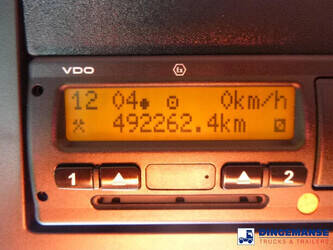 VDO
12 04 0km/h
492262.4km
1 2
DINGEMANSE
TRUCKS & TRAILERS